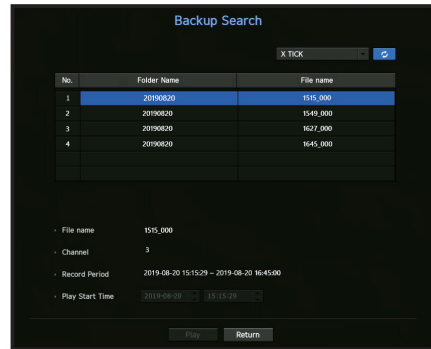 Backup Search
X TICK
No. Folder Name File name
1 20190820 1515_000
2 20190820 1549_000
3 20190820 1627_000
4 20190820 1645_000
File name 1515_000
Channel 3
Record Period 2019-08-20 15:15:29 ~ 2019-08-20 16:45:00
Play Start Time 2019-08-20 15:15:29
Play Return